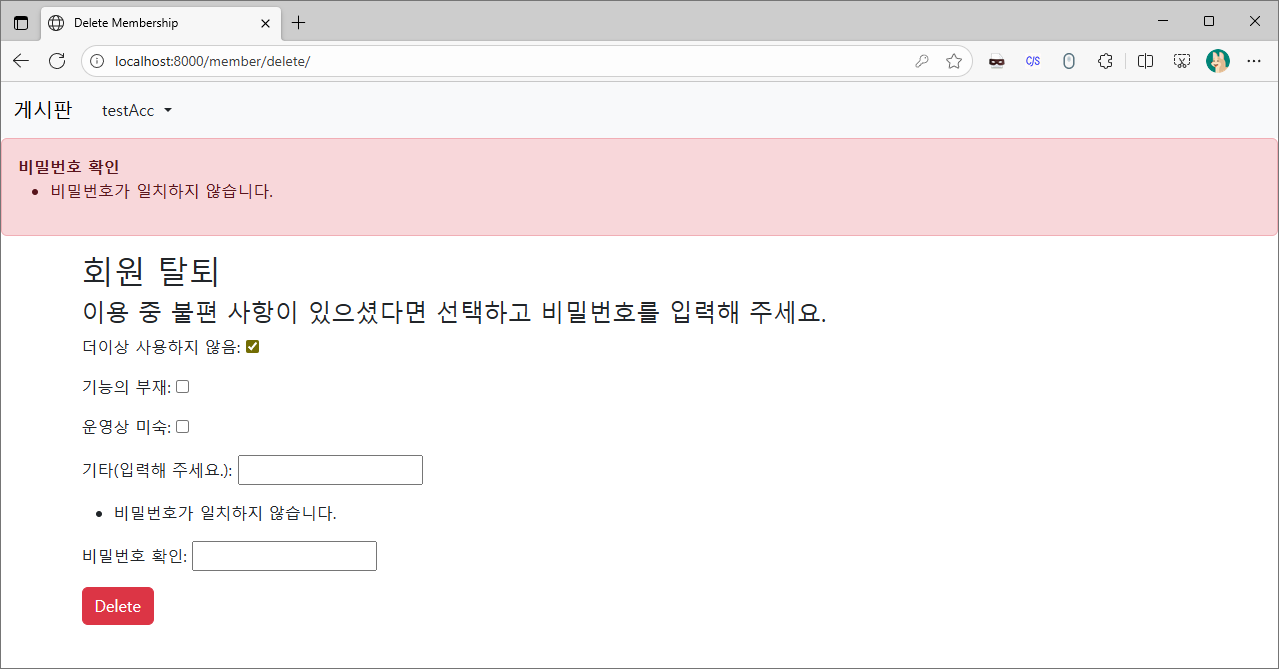 Delete Membership
localhost:8000/member/delete/
C/S
게시판 testAcc
비밀번호 확인
비밀번호가 일치하지 않습니다.
회원 탈퇴
이용 중 불편 사항이 있으셨다면 선택하고 비밀번호를 입력해 주세요.
더이상 사용하지 않음:
기능의 부재:
운영상 미숙:
기타(입력해 주세요.):
비밀번호가 일치하지 않습니다.
비밀번호 확인:
Delete